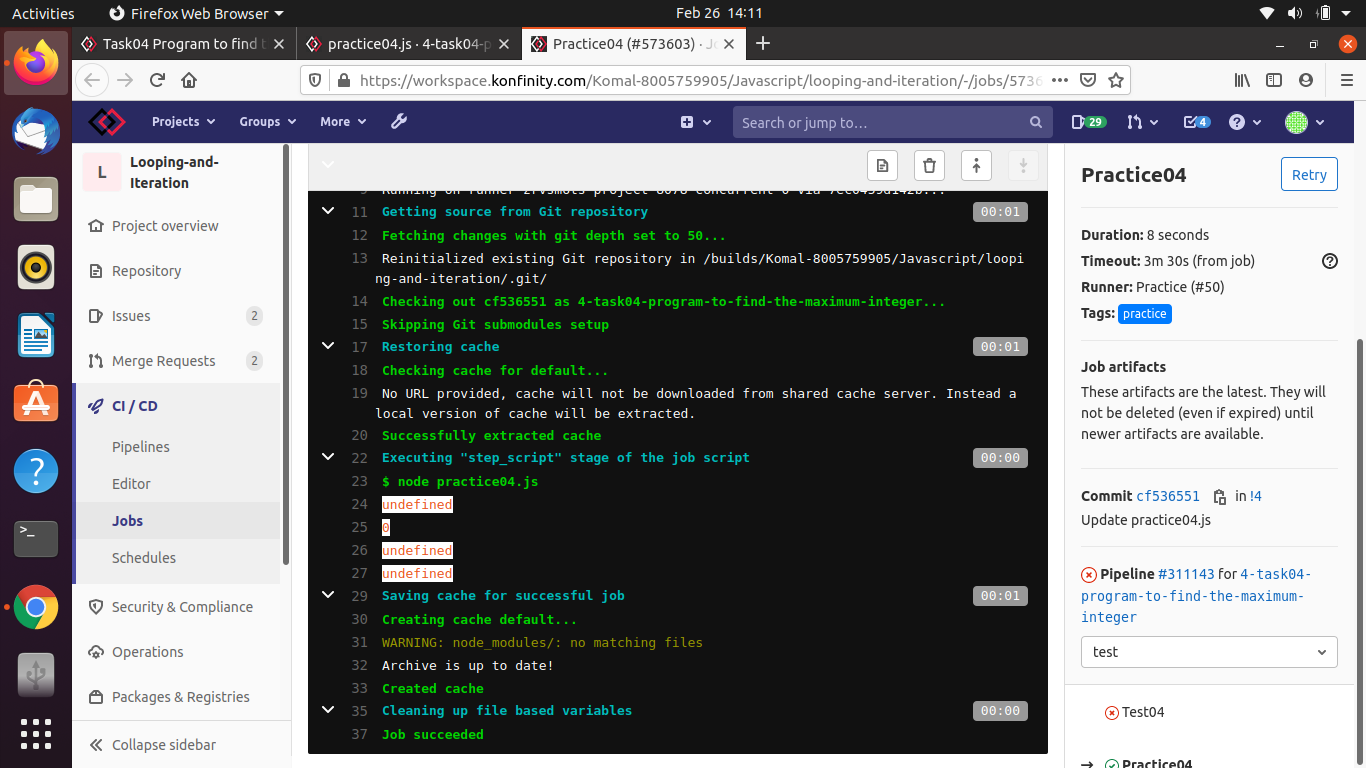 Activities
Firefox Web Browser
Feb 26 14:11
Task04 Program to find t
practice04.js · 4-task04-p
Practice04 (#573603) · Jo
https://workspace.konfinity.com/Komal-8005759905/Javascript/looping-and-iteration/-/jobs/5736
Projects
Groups
More
Search or jump to…
29
4
L
Looping-and-Iteration
Project overview
Repository
Issues
2
Merge Requests
2
CI / CD
Pipelines
Editor
Jobs
Schedules
Security & Compliance
Operations
Packages & Registries
Collapse sidebar
11 Getting source from Git repository 00:01
12 Fetching changes with git depth set to 50...
13 Reinitialized existing Git repository in /builds/Komal-8005759905/Javascript/loopi
ng-and-iteration/.git/
14 Checking out cf536551 as 4-task04-program-to-find-the-maximum-integer...
15 Skipping Git submodules setup
17 Restoring cache 00:01
18 Checking cache for default...
19 No URL provided, cache will not be downloaded from shared cache server. Instead a
local version of cache will be extracted.
20 Successfully extracted cache
22 Executing "step_script" stage of the job script 00:00
23 $ node practice04.js
24 undefined
25 0
26 undefined
27 undefined
29 Saving cache for successful job 00:01
30 Creating cache default...
31 WARNING: node_modules/: no matching files
32 Archive is up to date!
33 Created cache
35 Cleaning up file based variables 00:00
37 Job succeeded
Practice04
Retry
Duration: 8 seconds
Timeout: 3m 30s (from job)
Runner: Practice (#50)
Tags: practice
Job artifacts
These artifacts are the latest. They will
not be deleted (even if expired) until
newer artifacts are available.
Commit cf536551 in !4
Update practice04.js
Pipeline #311143 for 4-task04-
program-to-find-the-maximum-
integer
test
Test04
Practice04